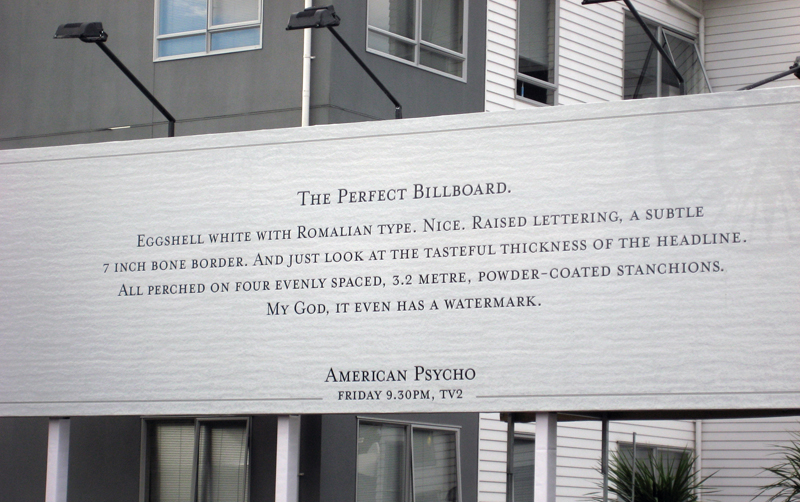 The Perfect Billboard.
Eggshell white with Romalian type. Nice. Raised lettering, a subtle
7 inch bone border. And just look at the tasteful thickness of the headline.
All perched on four evenly spaced, 3.2 metre, powder-coated stanchions.
My God, it even has a watermark.
American Psycho
Friday 9.30pm, TV2